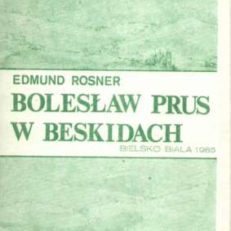 EDMUND ROSNER
BOLESŁAW PRUS
W BESKIDACH
BIELSKO BIAŁA 1985